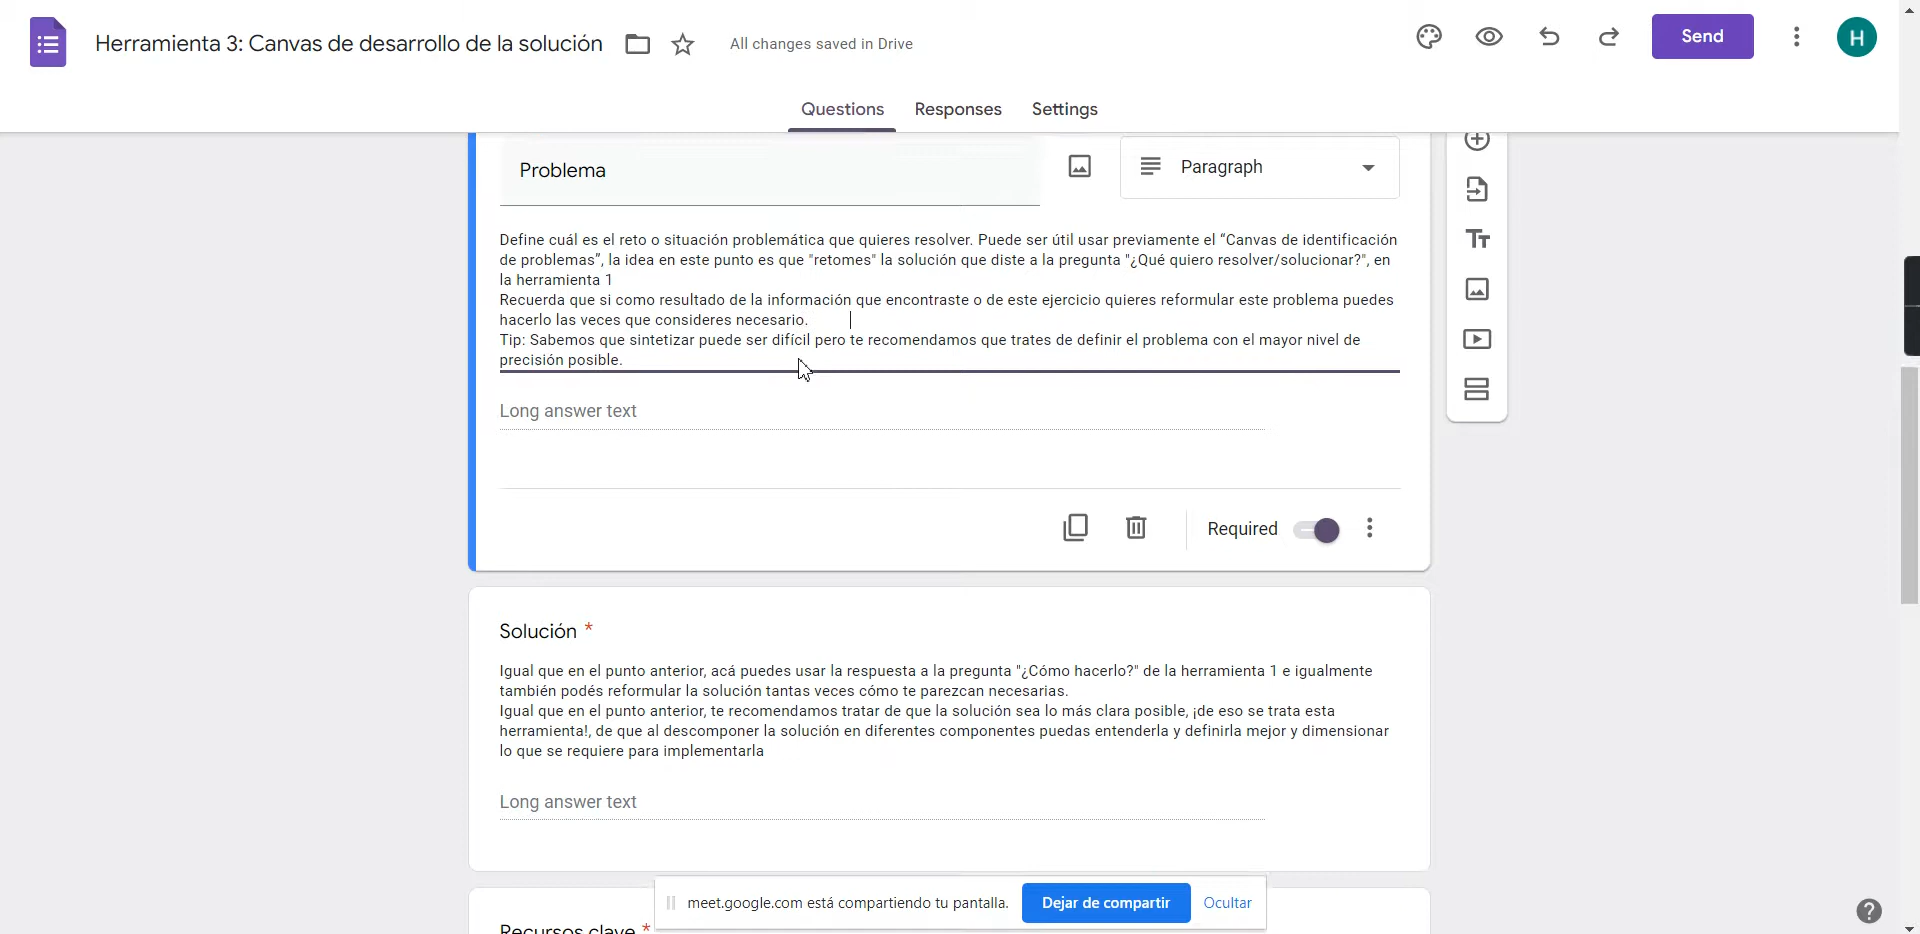 Herramienta 3: Canvas de desarrollo de la solución
All changes saved in Drive
Send
H
Questions
Responses
Settings
Problema
Paragraph
Define cuál es el reto o situación problemática que quieres resolver. Puede ser útil usar previamente el “Canvas de identificación
de problemas”, la idea en este punto es que "retomes" la solución que diste a la pregunta "¿Qué quiero resolver/solucionar?", en
la herramienta 1
Recuerda que si como resultado de la información que encontraste o de este ejercicio quieres reformular este problema puedes
hacerlo las veces que consideres necesario.
Tip: Sabemos que sintetizar puede ser difícil pero te recomendamos que trates de definir el problema con el mayor nivel de
precisión posible.
Long answer text
Required
Solución *
Igual que en el punto anterior, acá puedes usar la respuesta a la pregunta "¿Cómo hacerlo?" de la herramienta 1 e igualmente
también podés reformular la solución tantas veces cómo te parezcan necesarias.
Igual que en el punto anterior, te recomendamos tratar de que la solución sea lo más clara posible, ¡de eso se trata esta
herramienta!, de que al descomponer la solución en diferentes componentes puedas entenderla y definirla mejor y dimensionar
lo que se requiere para implementarla
Long answer text
meet.google.com está compartiendo tu pantalla.
Dejar de compartir
Ocultar
Recursos clave *